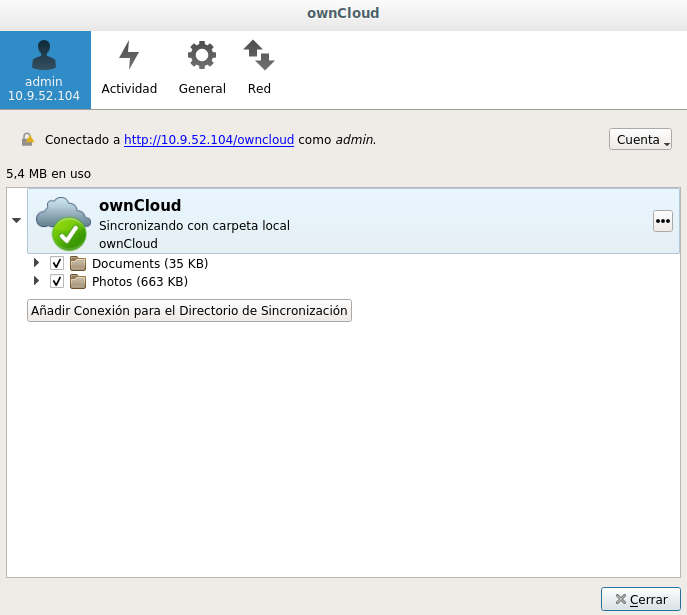 ownCloud
admin
10.9.52.104
Actividad
General
Red
Conectado a http://10.9.52.104/owncloud como admin.
Cuenta
5,4 MB en uso
ownCloud
Sincronizando con carpeta local
ownCloud
Documents (35 KB)
Photos (663 KB)
Añadir Conexión para el Directorio de Sincronización
Cerrar